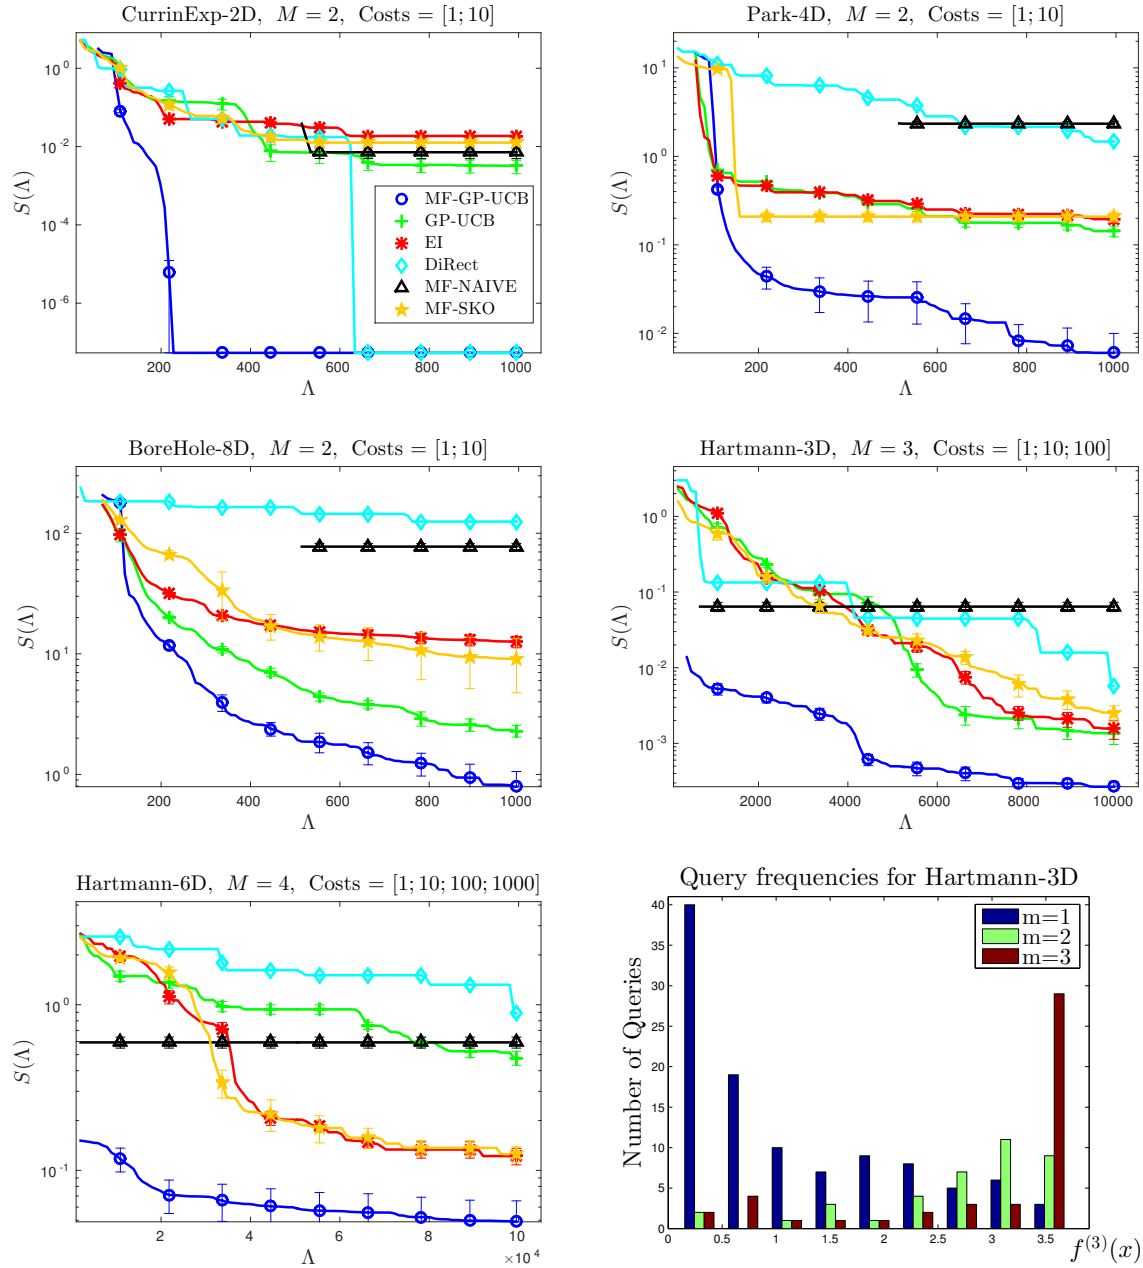 CurrinExp-2D, M = 2, Costs = [1; 10]
S(Λ)
10^0
10^-2
10^-4
10^-6
200 400 600 800 1000
Λ
MF-GP-UCB
GP-UCB
EI
DiRect
MF-NAIVE
MF-SKO
Park-4D, M = 2, Costs = [1; 10]
S(Λ)
10^1
10^0
10^-1
10^-2
200 400 600 800 1000
Λ
BoreHole-8D, M = 2, Costs = [1; 10]
S(Λ)
10^2
10^1
10^0
200 400 600 800 1000
Λ
Hartmann-3D, M = 3, Costs = [1; 10; 100]
S(Λ)
10^0
10^-1
10^-2
10^-3
2000 4000 6000 8000 10000
Λ
Hartmann-6D, M = 4, Costs = [1; 10; 100; 1000]
S(Λ)
10^0
10^-1
2 4 6 8 10
× 10^4
Λ
Query frequencies for Hartmann-3D
Number of Queries
40
35
30
25
20
15
10
5
0
m=1
m=2
m=3
0 0.5 1 1.5 2 2.5 3 3.5
f^(3)(x)